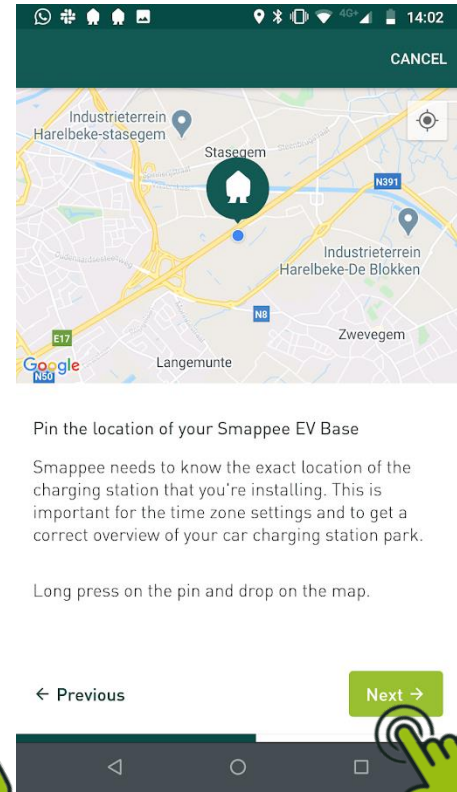 4G+ 14:02
CANCEL
Industrieterrein
Harelbeke-stasegem
Stasegem
N391
Industrieterrein
Harelbeke-De Blokken
N8
Zwevegem
E17
Google
Langemunte
N50
Pin the location of your Smappee EV Base
Smappee needs to know the exact location of the
charging station that you're installing. This is
important for the time zone settings and to get a
correct overview of your car charging station park.
Long press on the pin and drop on the map.
← Previous
Next →